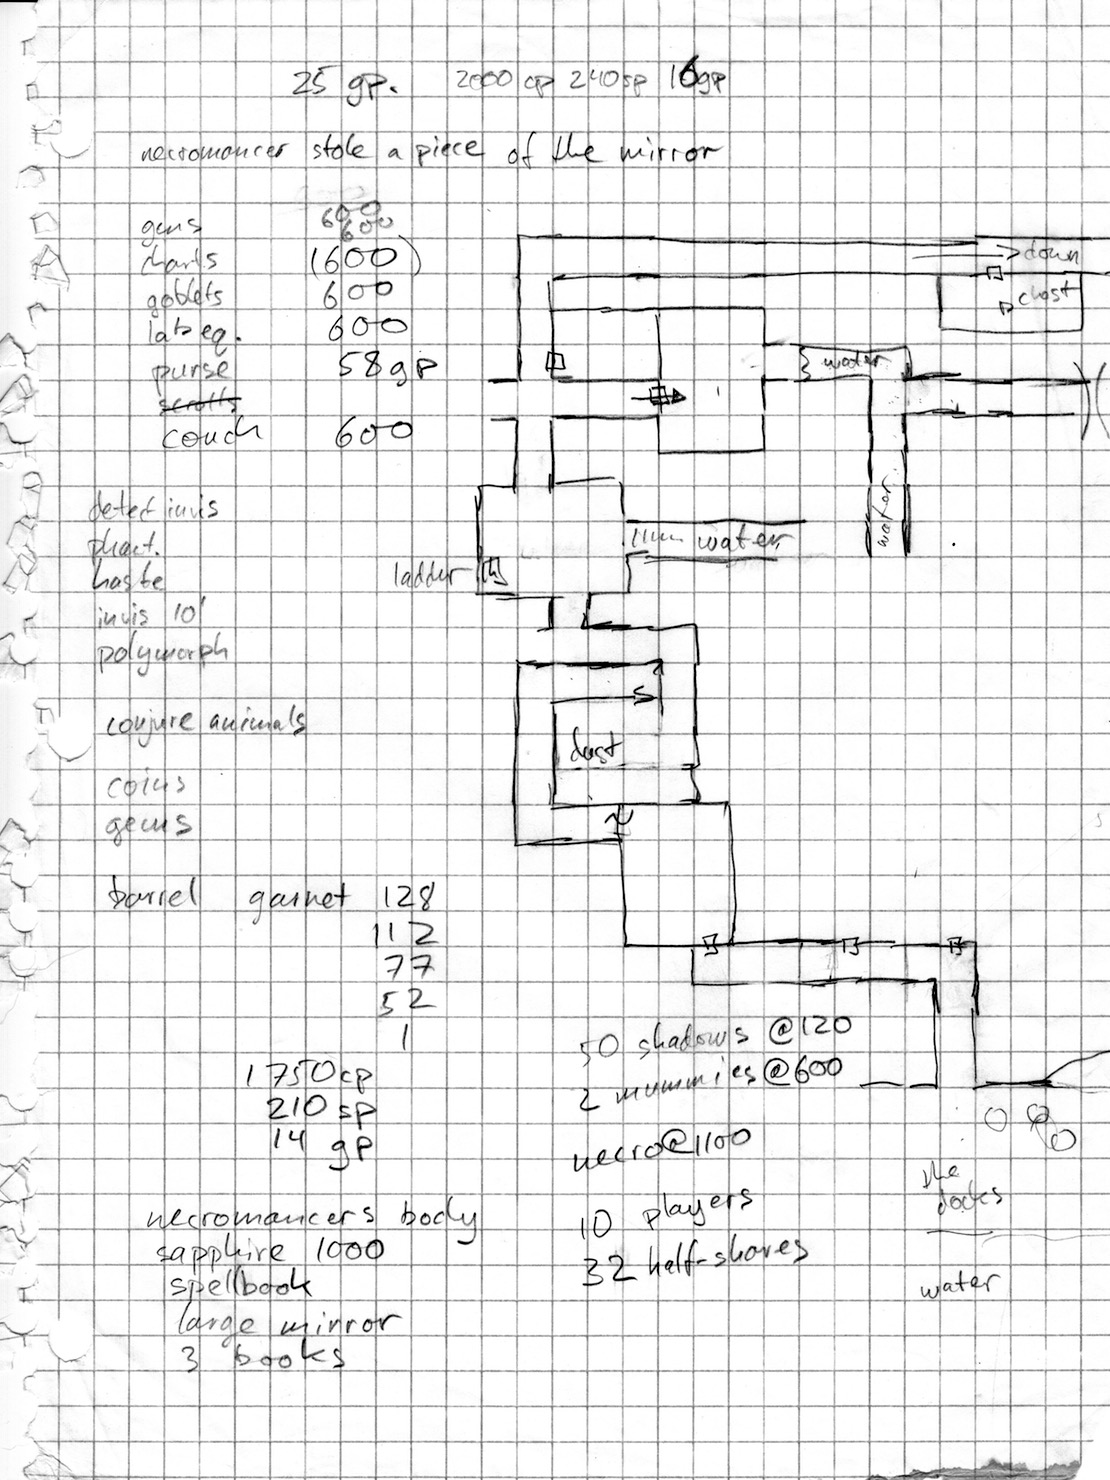 25 gp. 2000 cp 240sp 16gp
necromancer stole a piece of the mirror
600
gems 600
charts (600)
goblets 600
lab eq. 600
purse 58gp
scrolls
couch 600
down
chest
water
water
water
ladder
detect invis
phant.
haste
invis 10'
polymorph
conjure animals
dust
coins
gems
barrel garnet 128
112
77
52
1
1750cp
210 sp
14 gp
50 shadows @120
2 mummies @600
necro@1100
10 players
32 half-shares
the
docks
water
necromancers body
sapphire 1000
spellbook
large mirror
3 books